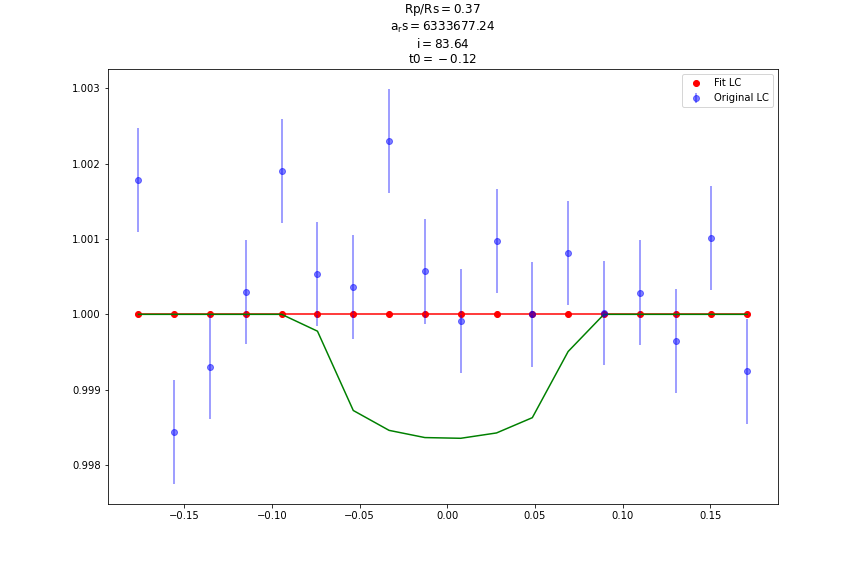 Rp/Rs = 0.37
aᵣs = 6333677.24
i = 83.64
t0 = −0.12
Fit LC
Original LC
1.003
1.002
1.001
1.000
0.999
0.998
−0.15
−0.10
−0.05
0.00
0.05
0.10
0.15